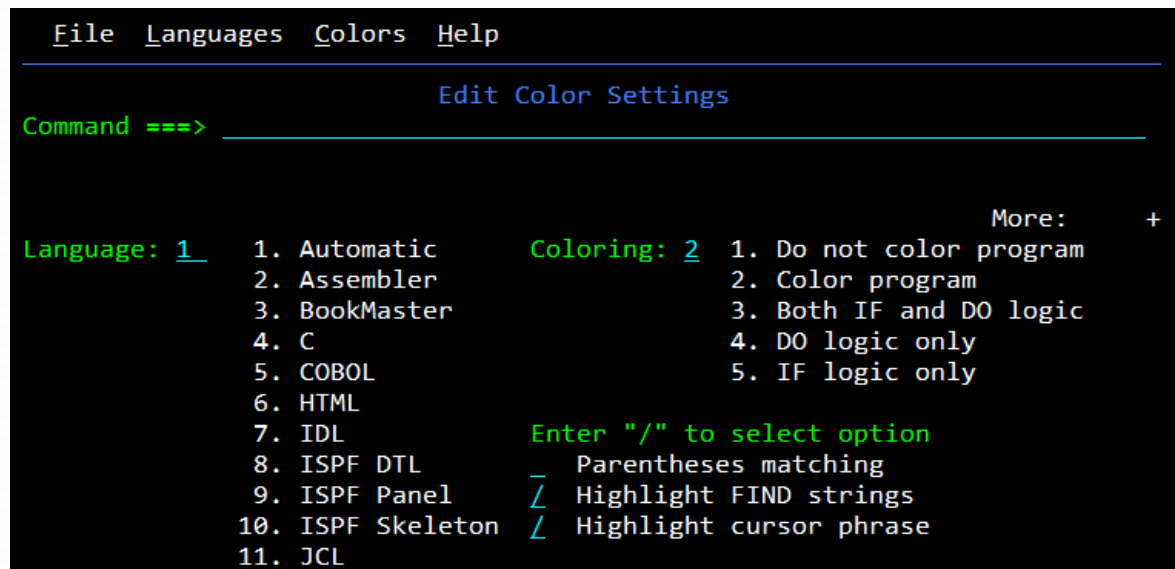 File Languages Colors Help
Edit Color Settings
Command ===>
More: +
Language: 1 1. Automatic Coloring: 2 1. Do not color program
2. Assembler 2. Color program
3. BookMaster 3. Both IF and DO logic
4. C 4. DO logic only
5. COBOL 5. IF logic only
6. HTML
7. IDL Enter "/" to select option
8. ISPF DTL _ Parentheses matching
9. ISPF Panel / Highlight FIND strings
10. ISPF Skeleton / Highlight cursor phrase
11. JCL